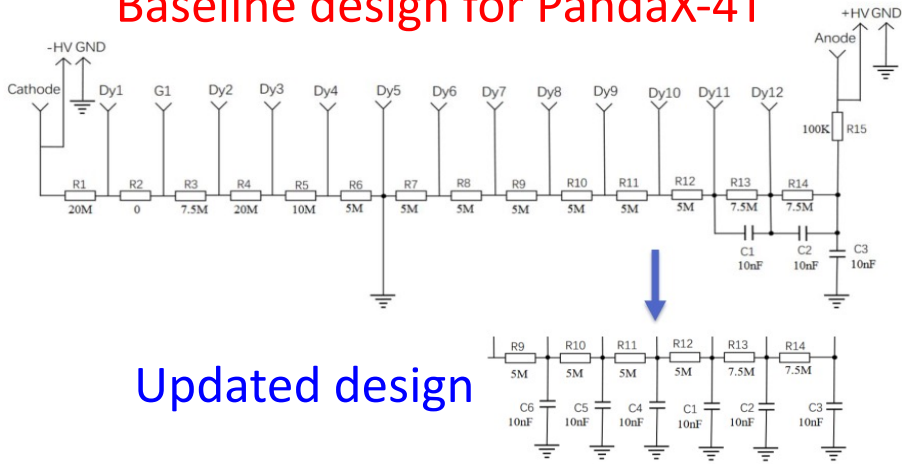 Baseline design for PandaX-4T
+HV GND
-HV GND
Anode
Cathode Dy1 G1 Dy2 Dy3 Dy4 Dy5 Dy6 Dy7 Dy8 Dy9 Dy10 Dy11 Dy12
100K R15
R1 R2 R3 R4 R5 R6 R7 R8 R9 R10 R11 R12 R13 R14
20M 0 7.5M 20M 10M 5M 5M 5M 5M 5M 5M 5M 7.5M 7.5M
C1 C2 C3
10nF 10nF 10nF
R9 R10 R11 R12 R13 R14
5M 5M 5M 5M 7.5M 7.5M
Updated design
C6 C5 C4 C1 C2 C3
10nF 10nF 10nF 10nF 10nF 10nF